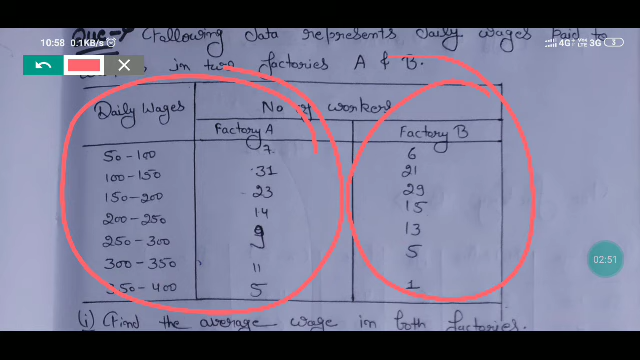 10:58 0.1KB/s 4G+ VoLTE 3G 3
Ques- Following data represents daily wages paid to
in two factories A & B.
Daily Wages No. of workers
Factory A Factory B
50-100 7 6
100-150 31 21
150-200 23 29
200-250 14 15
250-300 9 13
300-350 11 5
350-400 5 1
(i) Find the average wage in both factories.
02:51